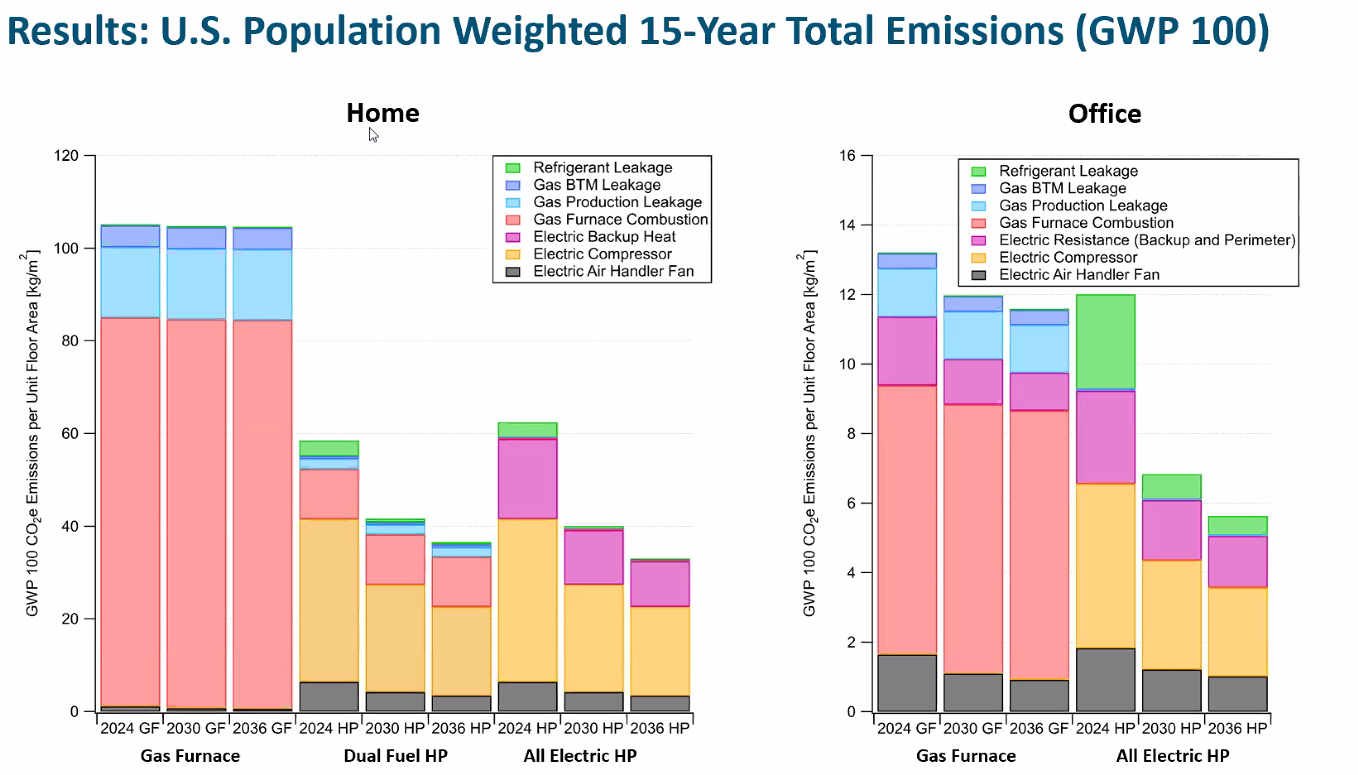 Results: U.S. Population Weighted 15-Year Total Emissions (GWP 100)
Home
GWP 100 CO₂e Emissions per Unit Floor Area [kg/m²]
120
100
80
60
40
20
0
Refrigerant Leakage
Gas BTM Leakage
Gas Production Leakage
Gas Furnace Combustion
Electric Backup Heat
Electric Compressor
Electric Air Handler Fan
2024 GF 2030 GF 2036 GF 2024 HP 2030 HP 2036 HP 2024 HP 2030 HP 2036 HP
Gas Furnace Dual Fuel HP All Electric HP
Office
GWP 100 CO₂e Emissions per Unit Floor Area [kg/m²]
16
14
12
10
8
6
4
2
0
Refrigerant Leakage
Gas BTM Leakage
Gas Production Leakage
Gas Furnace Combustion
Electric Resistance (Backup and Perimeter)
Electric Compressor
Electric Air Handler Fan
2024 GF 2030 GF 2036 GF 2024 HP 2030 HP 2036 HP
Gas Furnace All Electric HP